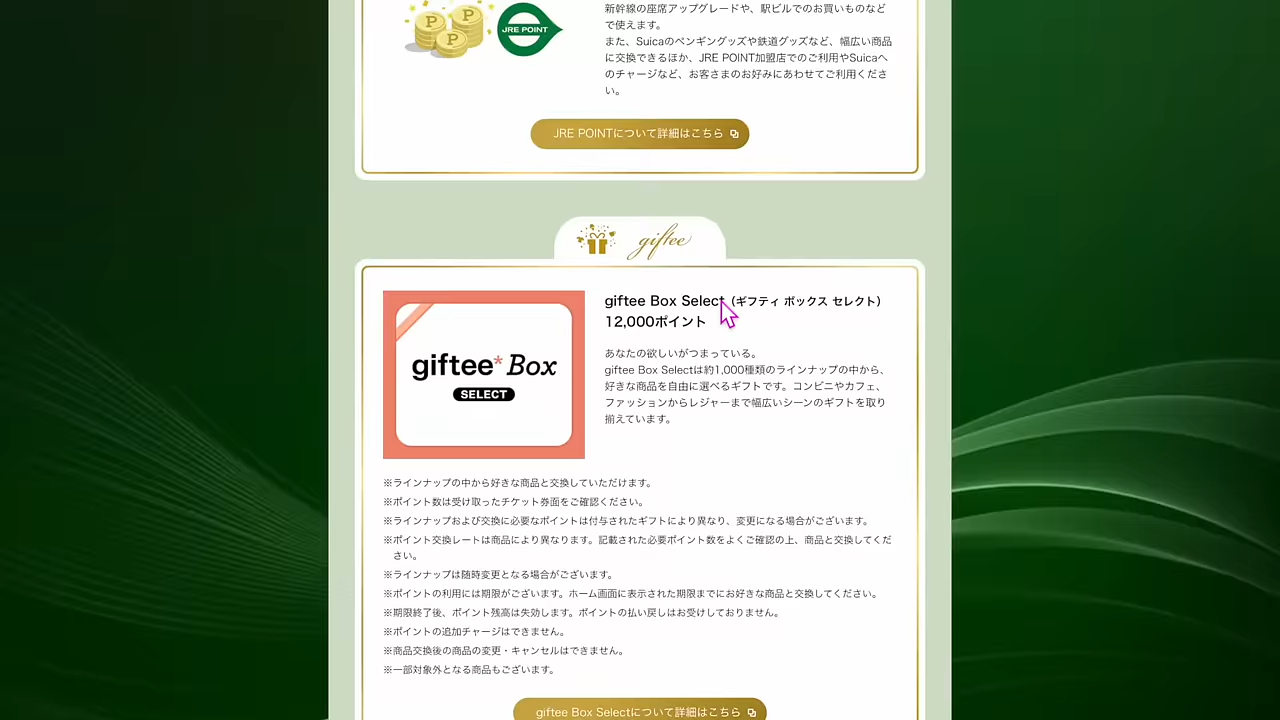 新幹線の座席アップグレードや、駅ビルでのお買いものなど
で使えます。
また、Suicaのペンギングッズや鉄道グッズなど、幅広い商品
に交換できるほか、JRE POINT加盟店でのご利用やSuicaへ
のチャージなど、お客さまのお好みにあわせてご利用くださ
い。
P P P
JRE POINT
JRE POINTについて詳細はこちら
giftee
giftee Box Select（ギフティ ボックス セレクト）
12,000ポイント
giftee* Box
SELECT
あなたの欲しいがつまっている。
giftee Box Selectは約1,000種類のラインナップの中から、
好きな商品を自由に選べるギフトです。コンビニやカフェ、
ファッションからレジャーまで幅広いシーンのギフトを取り
揃えています。
※ラインナップの中から好きな商品と交換していただけます。
※ポイント数は受け取ったチケット券面をご確認ください。
※ラインナップおよび交換に必要なポイントは付与されたギフトにより異なり、変更になる場合がございます。
※ポイント交換レートは商品により異なります。記載された必要ポイント数をよくご確認の上、商品と交換してくだ
さい。
※ラインナップは随時変更となる場合がございます。
※ポイントの利用には期限がございます。ホーム画面に表示された期限までにお好きな商品と交換してください。
※期限終了後、ポイント残高は失効します。ポイントの払い戻しはお受けしておりません。
※ポイントの追加チャージはできません。
※商品交換後の商品の変更・キャンセルはできません。
※一部対象外となる商品もございます。
giftee Box Selectについて詳細はこちら